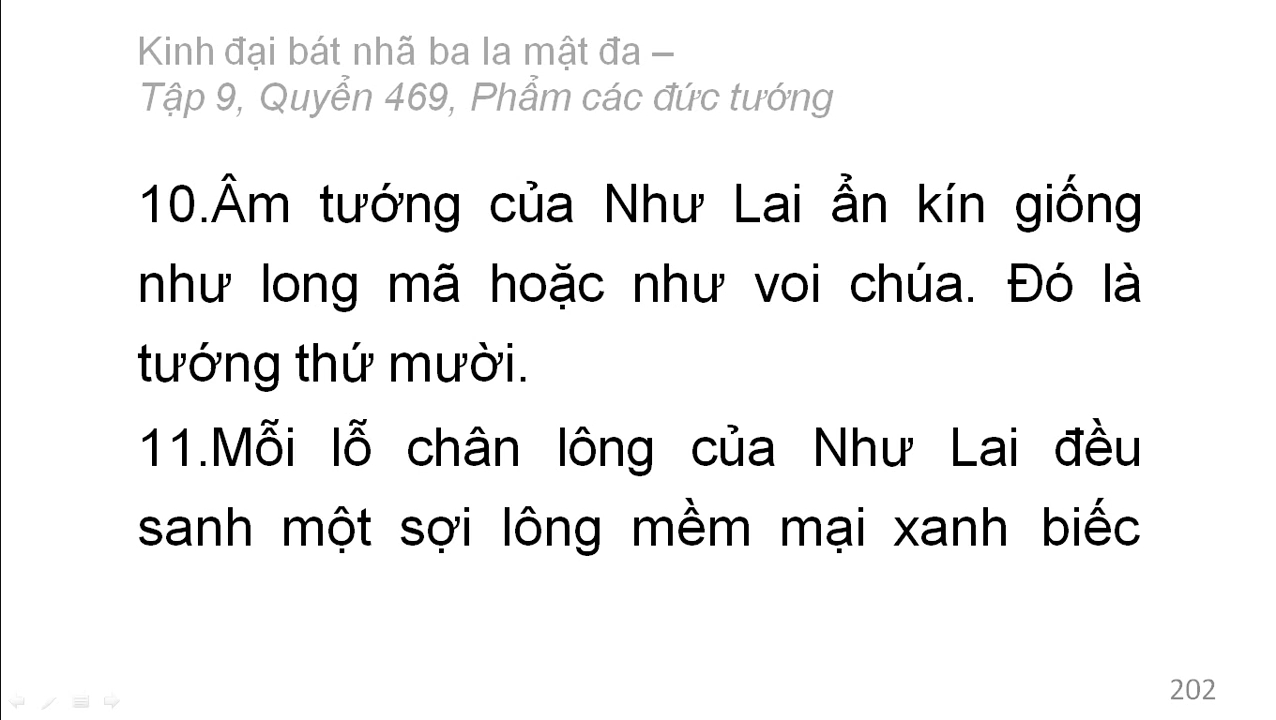 Kinh đại bát nhã ba la mật đa –
Tập 9, Quyển 469, Phẩm các đức tướng
10.Âm tướng của Như Lai ẩn kín giống
như long mã hoặc như voi chúa. Đó là
tướng thứ mười.
11.Mỗi lỗ chân lông của Như Lai đều
sanh một sợi lông mềm mại xanh biếc
202